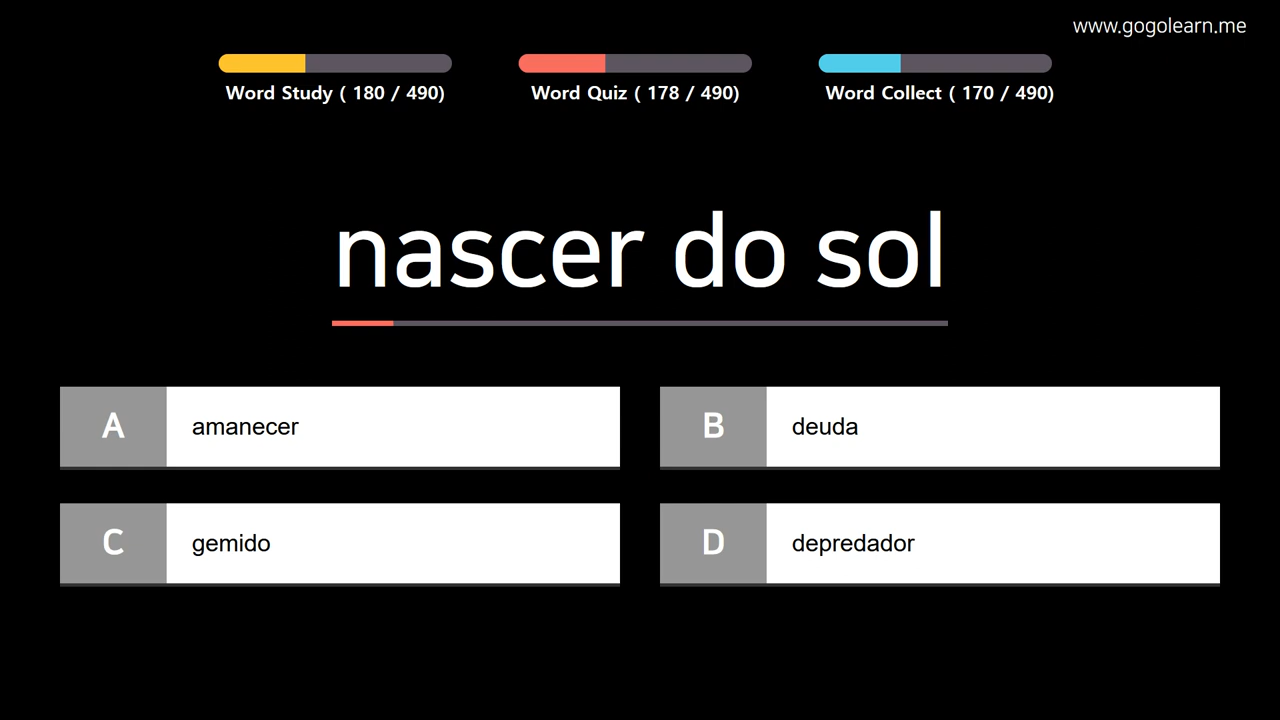 www.gogolearn.me
Word Study ( 180 / 490)
Word Quiz ( 178 / 490)
Word Collect ( 170 / 490)
nascer do sol
A
amanecer
B
deuda
C
gemido
D
depredador